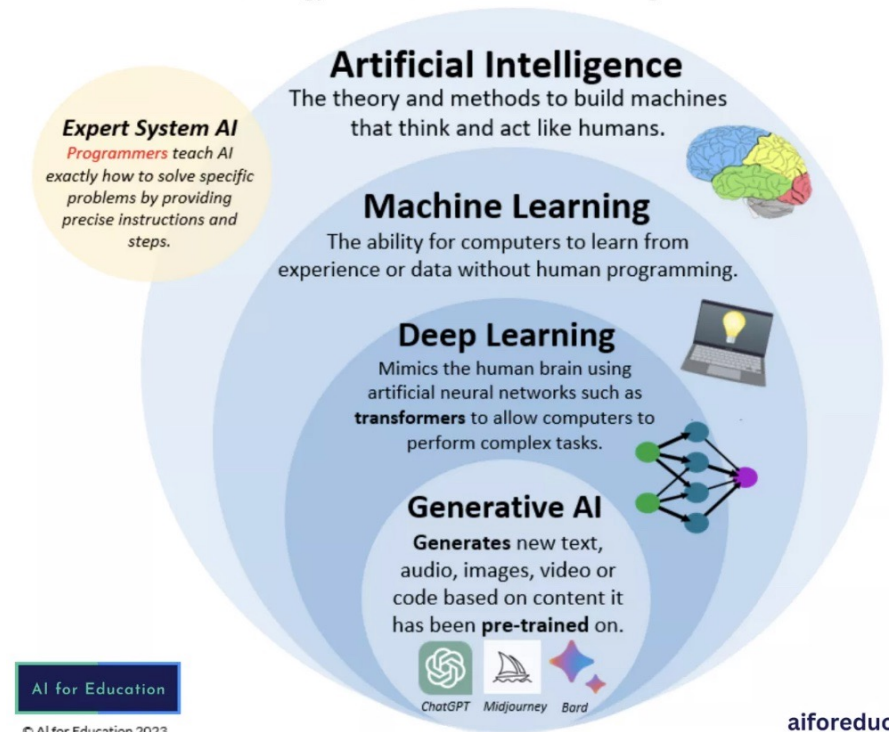 Artificial Intelligence
The theory and methods to build machines
that think and act like humans.
Expert System AI
Programmers teach AI
exactly how to solve specific
problems by providing
precise instructions and
steps.
Machine Learning
The ability for computers to learn from
experience or data without human programming.
Deep Learning
Mimics the human brain using
artificial neural networks such as
transformers to allow computers to
perform complex tasks.
Generative AI
Generates new text,
audio, images, video or
code based on content it
has been pre-trained on.
ChatGPT Midjourney Bard
AI for Education
© AI for Education 2023
aiforeduc